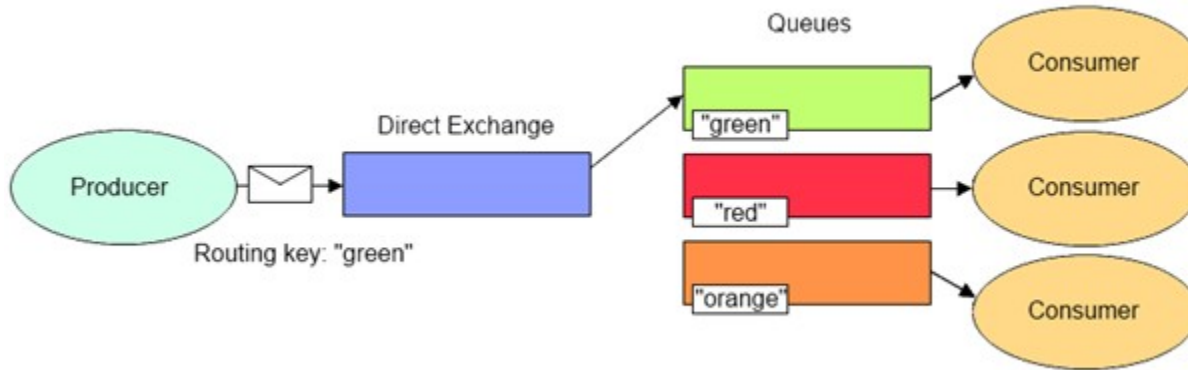 Queues
Consumer
"green"
Direct Exchange
Producer
Consumer
"red"
Routing key: "green"
"orange"
Consumer